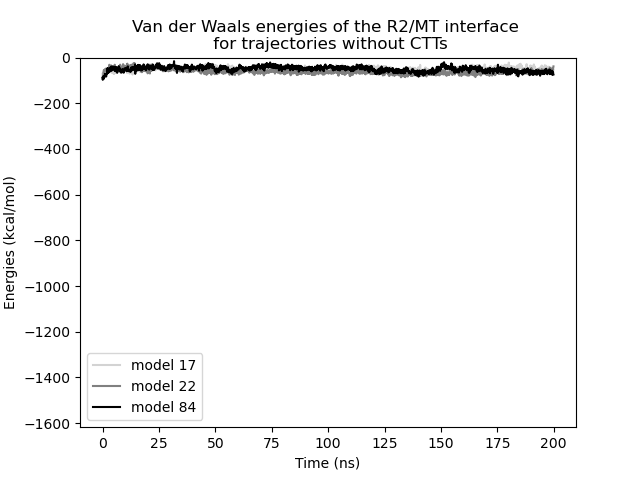 Van der Waals energies of the R2/MT interface
for trajectories without CTTs
0
−200
−400
−600
−800
−1000
−1200
−1400
−1600
Energies (kcal/mol)
model 17
model 22
model 84
0 25 50 75 100 125 150 175 200
Time (ns)